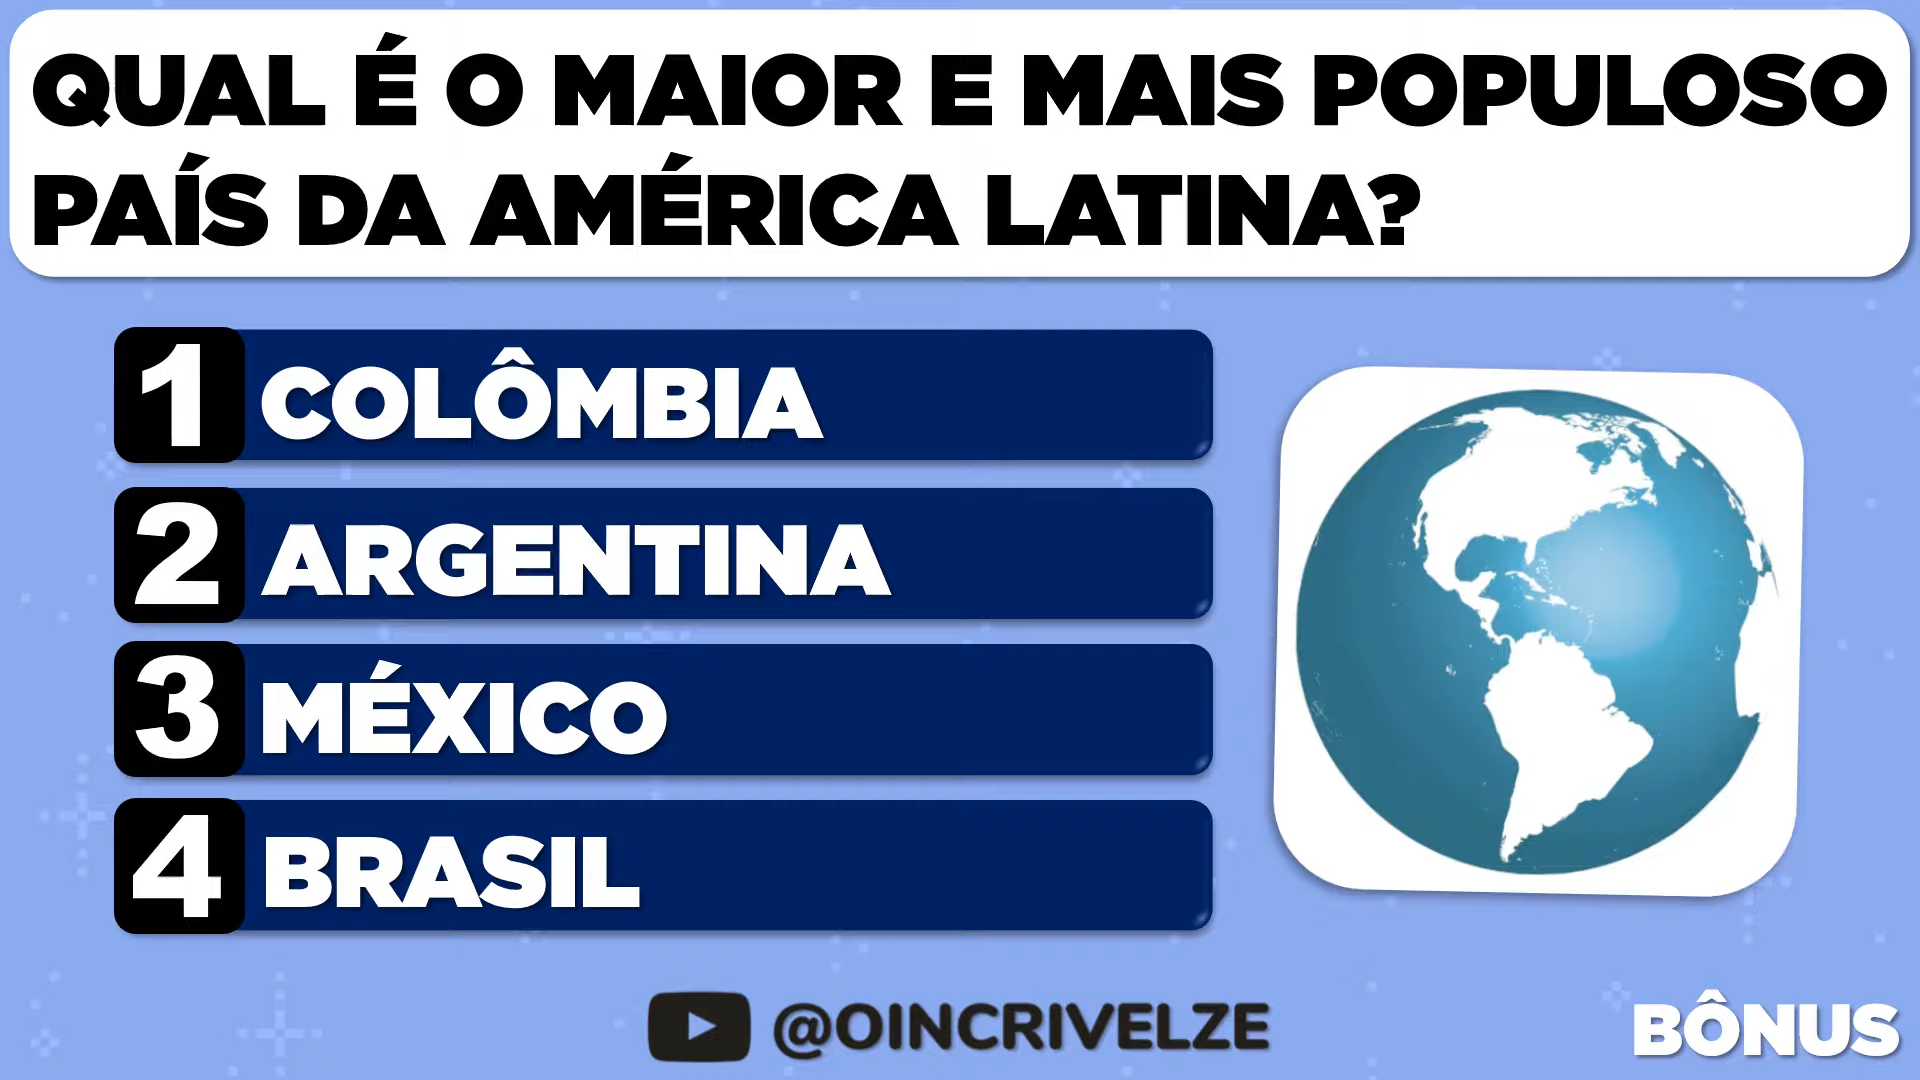 QUAL É O MAIOR E MAIS POPULOSO
PAÍS DA AMÉRICA LATINA?
1 COLÔMBIA
2 ARGENTINA
3 MÉXICO
4 BRASIL
@OINCRIVELZE
BÔNUS